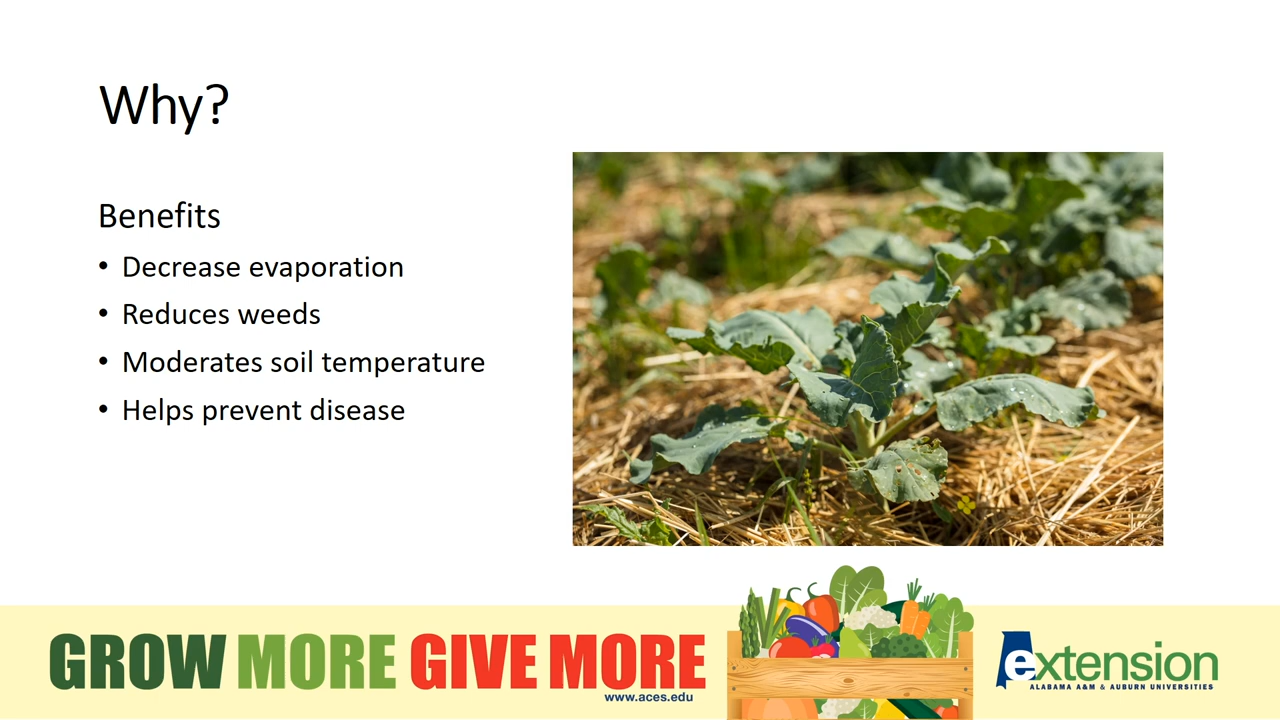 Why?
Benefits
• Decrease evaporation
• Reduces weeds
• Moderates soil temperature
• Helps prevent disease
GROW MORE GIVE MORE
www.aces.edu
extension
ALABAMA A&M & AUBURN UNIVERSITIES